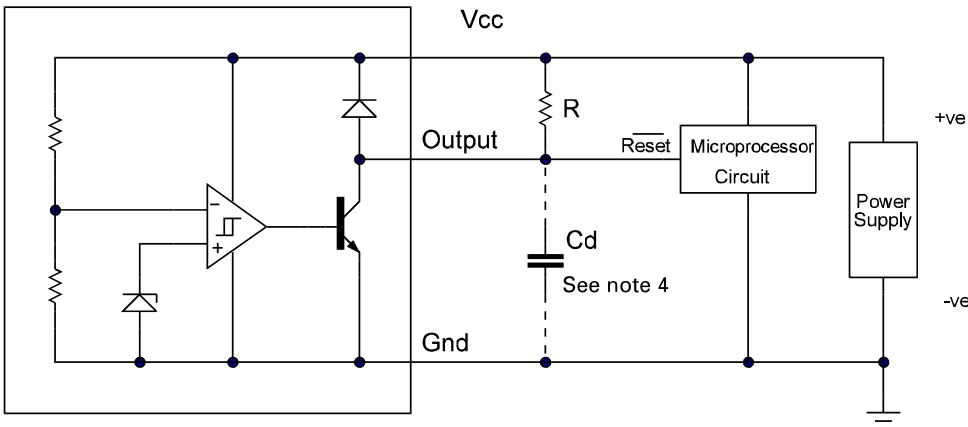 Vcc
+ve
R
Output
Reset
Microprocessor
Circuit
Power
Supply
−
+
Cd
See note 4
-ve
Gnd